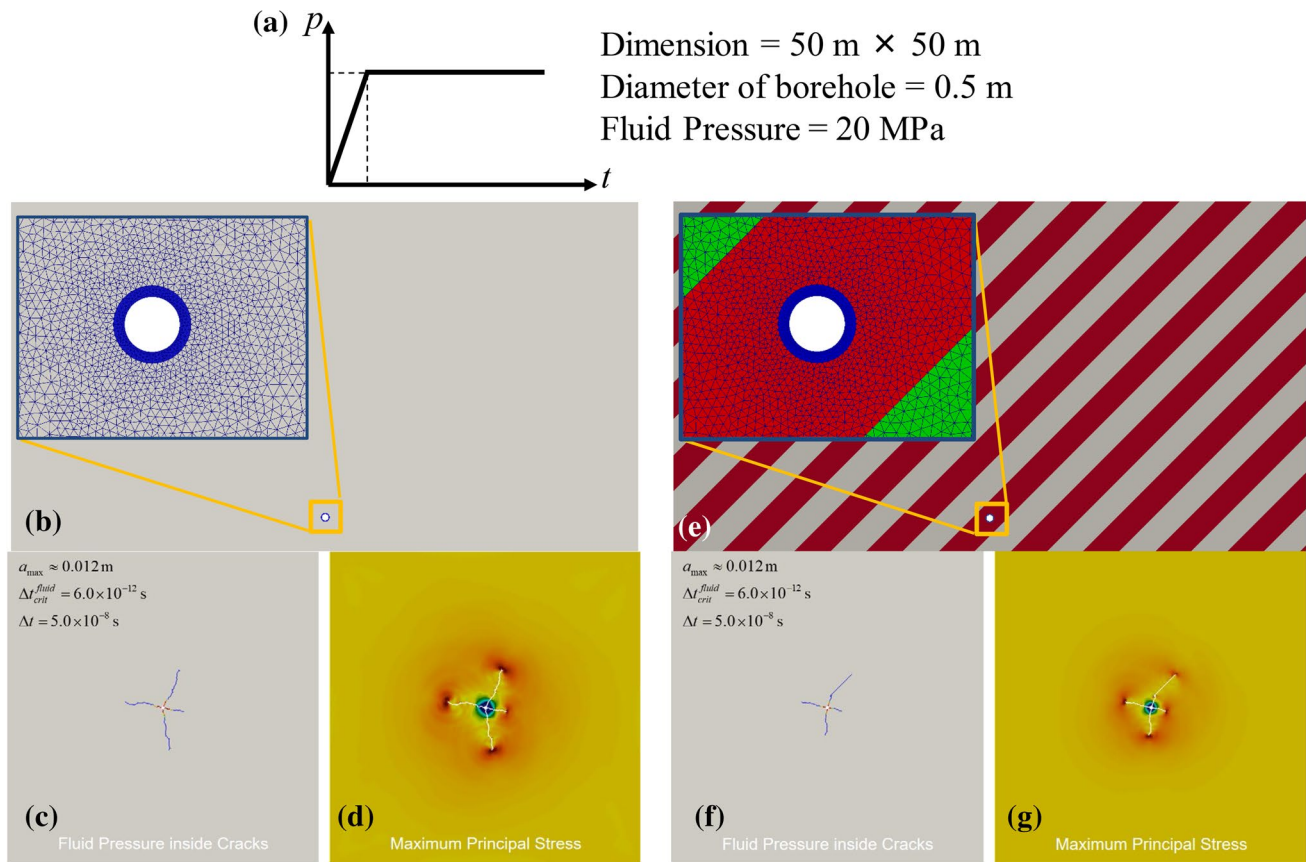 (a) p
Dimension = 50 m × 50 m
Diameter of borehole = 0.5 m
Fluid Pressure = 20 MPa
t
(b)
(e)
a_max ≈ 0.012 m
Δt_crit^fluid = 6.0×10^−12 s
Δt = 5.0×10^−8 s
(c)
Fluid Pressure inside Cracks
(d)
Maximum Principal Stress
a_max ≈ 0.012 m
Δt_crit^fluid = 6.0×10^−12 s
Δt = 5.0×10^−8 s
(f)
Fluid Pressure inside Cracks
(g)
Maximum Principal Stress